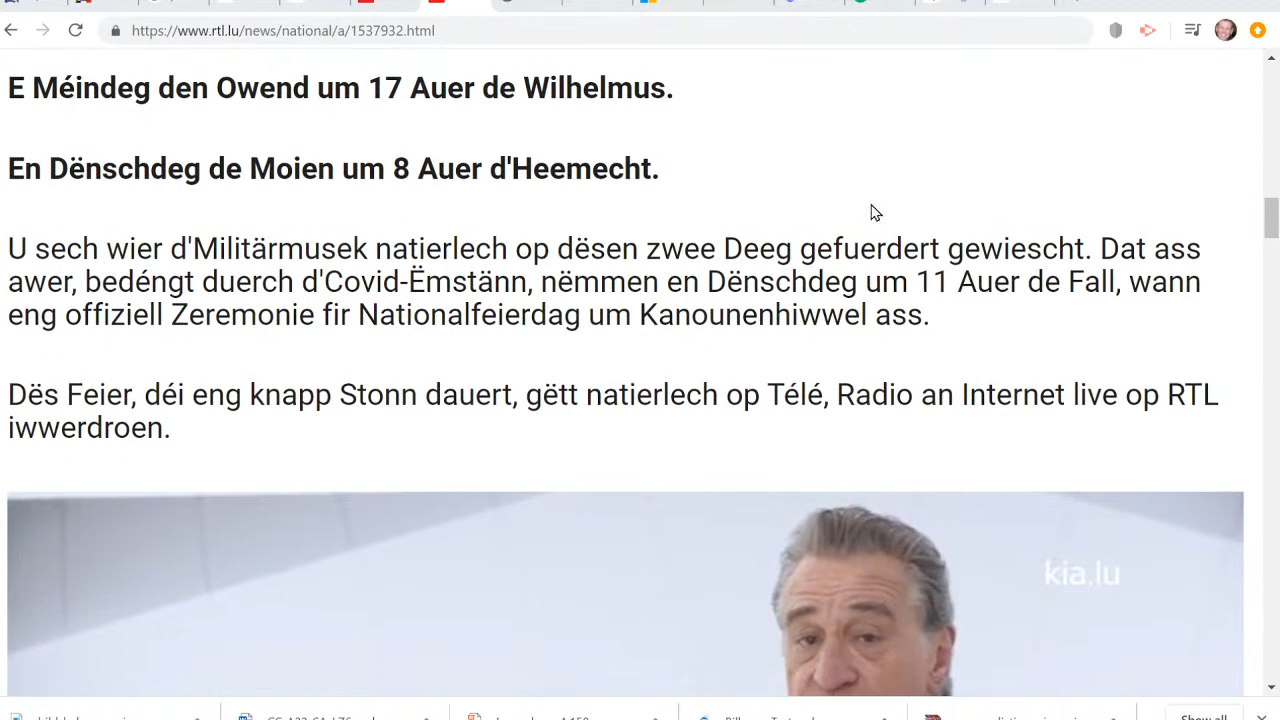 https://www.rtl.lu/news/national/a/1537932.html
E Méindeg den Owend um 17 Auer de Wilhelmus.
En Dënschdeg de Moien um 8 Auer d'Heemecht.
U sech wier d'Militärmusek natierlech op dësen zwee Deeg gefuerdert gewiescht. Dat ass
awer, bedéngt duerch d'Covid-Ëmstänn, nëmmen en Dënschdeg um 11 Auer de Fall, wann
eng offiziell Zeremonie fir Nationalfeierdag um Kanounenhiwwel ass.
Dës Feier, déi eng knapp Stonn dauert, gëtt natierlech op Télé, Radio an Internet live op RTL
iwwerdroen.
kia.lu
Show all